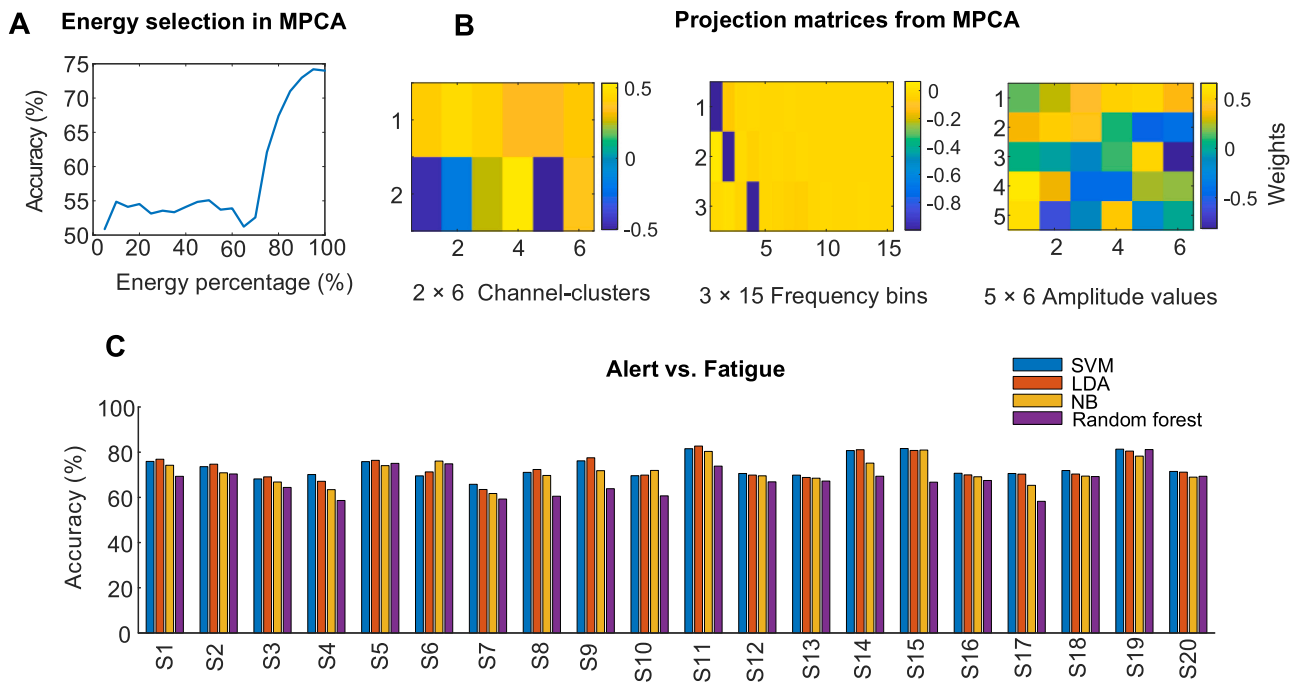 A
Energy selection in MPCA
75
70
65
60
55
50
0
20
40
60
80
100
Accuracy (%)
Energy percentage (%)
B
Projection matrices from MPCA
1
2
2
4
6
0.5
0
-0.5
2 × 6 Channel-clusters
1
2
3
5
10
15
0
-0.2
-0.4
-0.6
-0.8
3 × 15 Frequency bins
1
2
3
4
5
2
4
6
0.5
0
-0.5
Weights
5 × 6 Amplitude values
C
Alert vs. Fatigue
SVM
LDA
NB
Random forest
100
80
60
40
20
0
Accuracy (%)
S1
S2
S3
S4
S5
S6
S7
S8
S9
S10
S11
S12
S13
S14
S15
S16
S17
S18
S19
S20